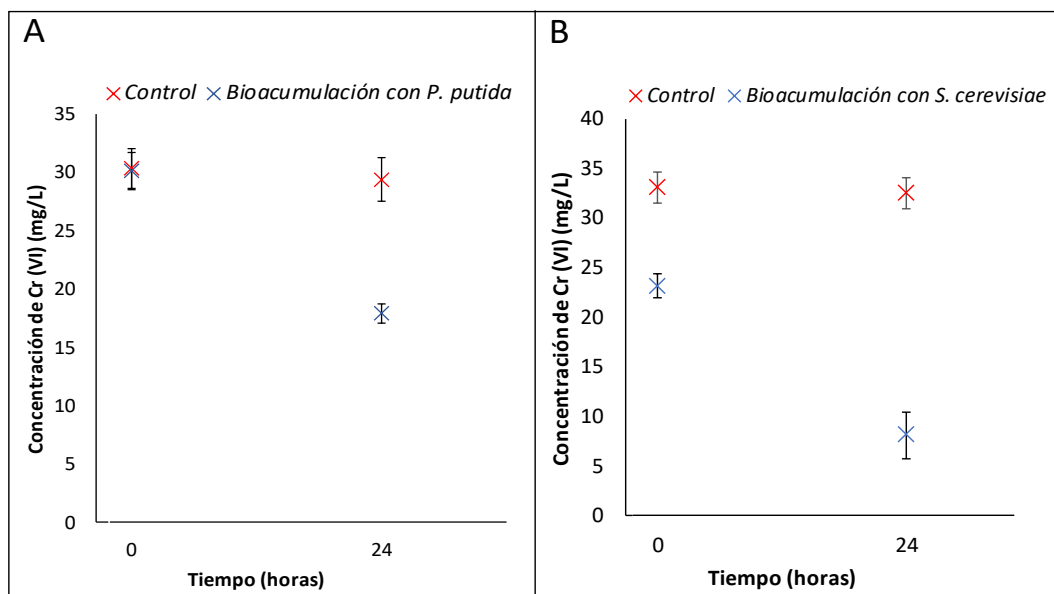 A
Control Bioacumulación con P. putida
35
30
25
20
15
10
5
0
0 24
Concentración de Cr (VI) (mg/L)
Tiempo (horas)
B
Control Bioacumulación con S. cerevisiae
40
35
30
25
20
15
10
5
0
0 24
Concentración de Cr (VI) (mg/L)
Tiempo (horas)